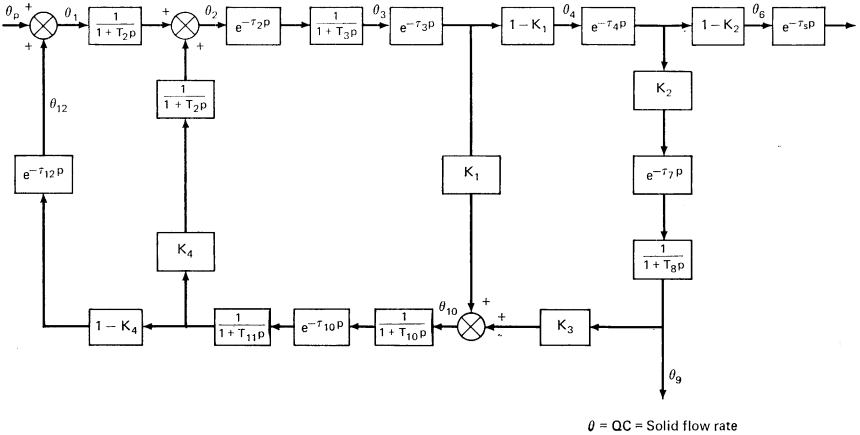 θp + θ1 1/(1 + T2p) + θ2 e^−τ2p 1/(1 + T3p) θ3 e^−τ3p 1 − K1 θ4 e^−τ4p 1 − K2 θ6 e^−τsp
+ +
θ12 1/(1 + T2p) K2
e^−τ12p K1 e^−τ7p
K4 1/(1 + T8p)
1 − K4 1/(1 + T11p) e^−τ10p 1/(1 + T10p) θ10 + + K3
θ9
θ = QC = Solid flow rate